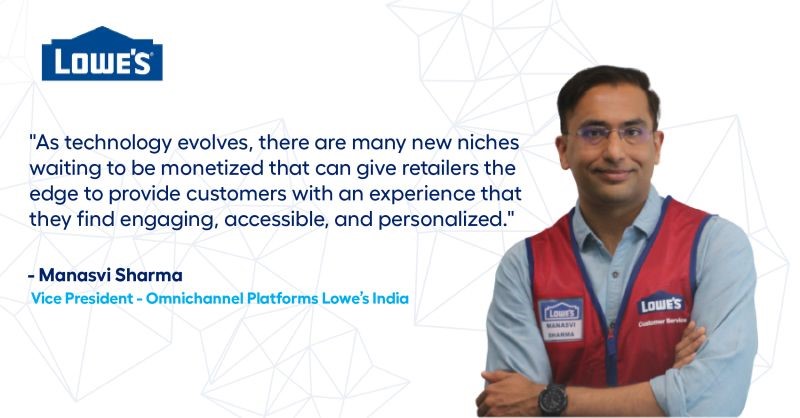 LOWE'S
"As technology evolves, there are many new niches
waiting to be monetized that can give retailers the
edge to provide customers with an experience that
they find engaging, accessible, and personalized."
- Manasvi Sharma
Vice President - Omnichannel Platforms Lowe's India
LOWE'S
MANASVI
SHARMA
LOWE'S
Customer Service